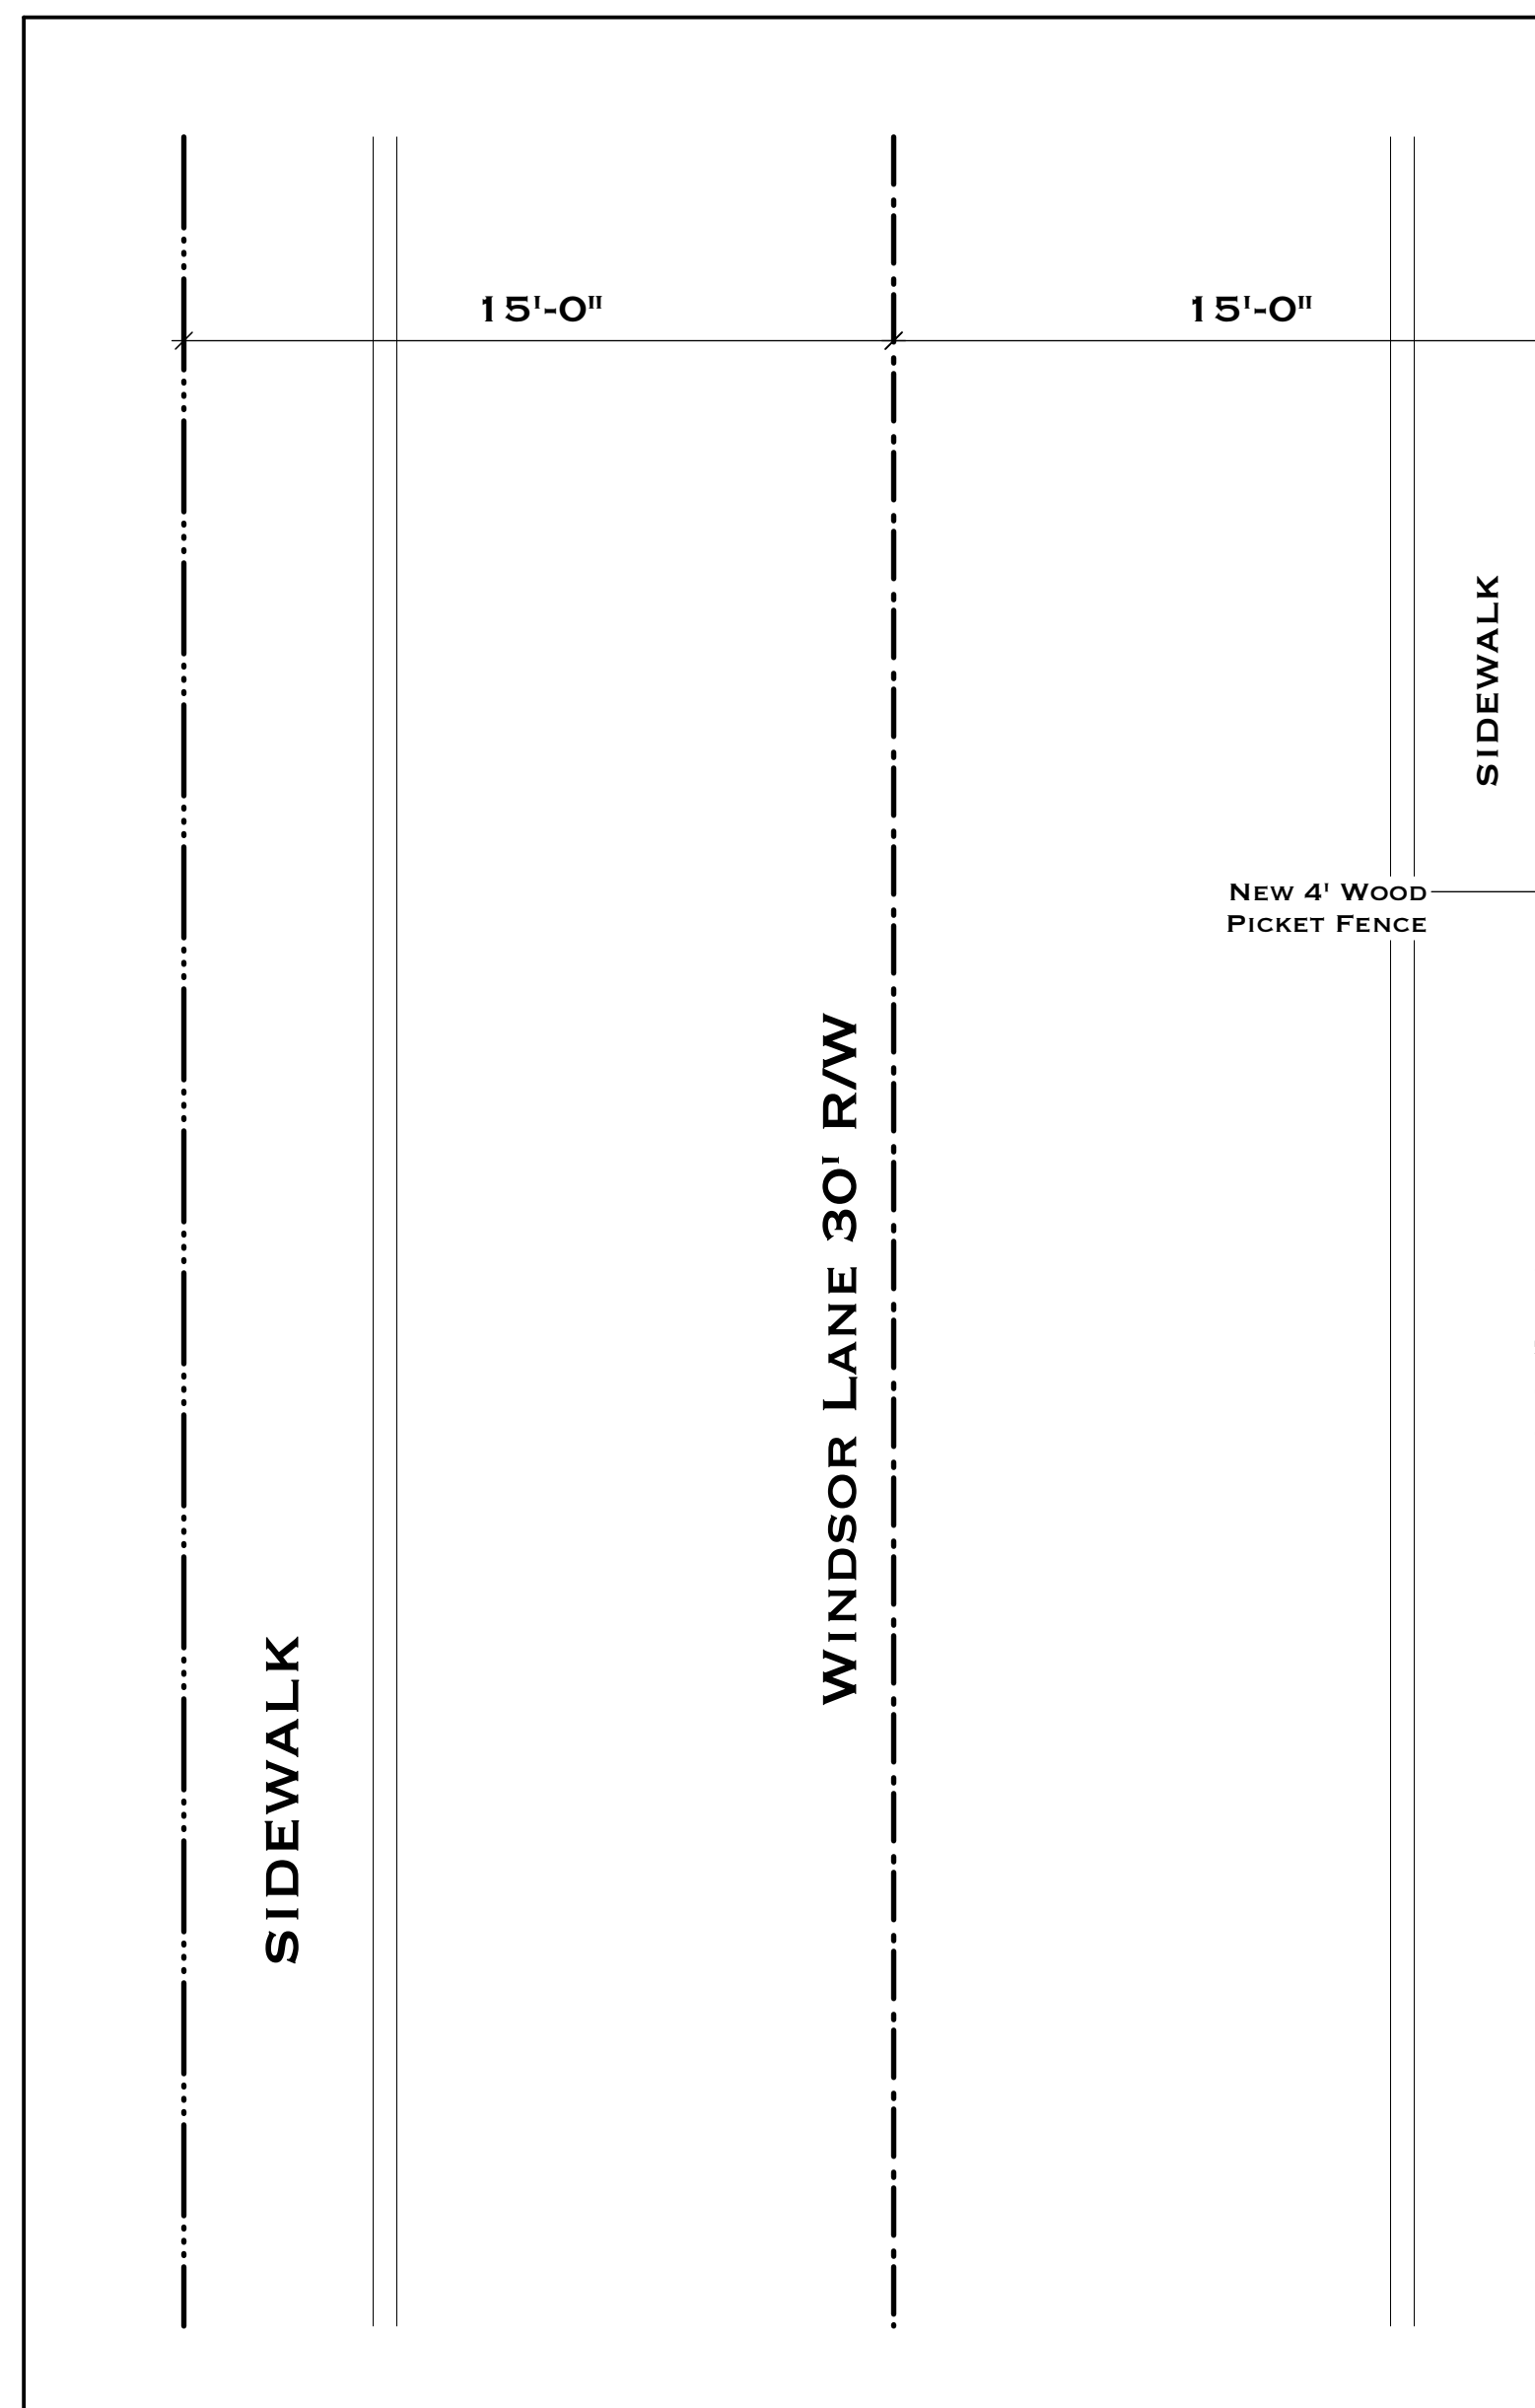 15'-0"
15'-0"
SIDEWALK
New 4' Wood
Picket Fence
Windsor Lane 30' R/W
SIDEWALK